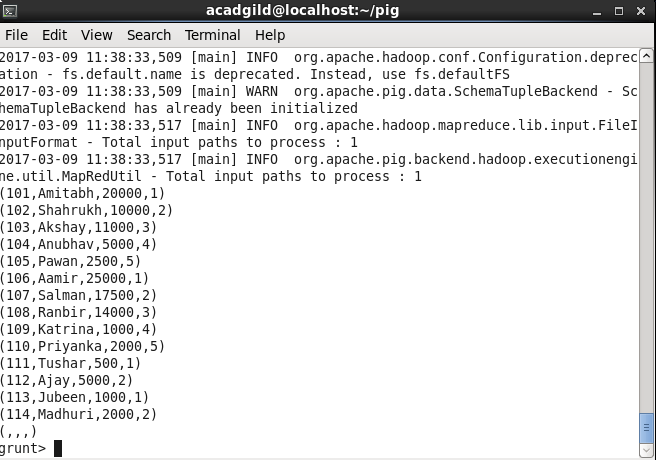 acadgild@localhost:~/pig
File Edit View Search Terminal Help
2017-03-09 11:38:33,509 [main] INFO  org.apache.hadoop.conf.Configuration.deprec
ation - fs.default.name is deprecated. Instead, use fs.defaultFS
2017-03-09 11:38:33,509 [main] WARN  org.apache.pig.data.SchemaTupleBackend - Sc
hemaTupleBackend has already been initialized
2017-03-09 11:38:33,517 [main] INFO  org.apache.hadoop.mapreduce.lib.input.FileI
nputFormat - Total input paths to process : 1
2017-03-09 11:38:33,517 [main] INFO  org.apache.pig.backend.hadoop.executionengi
ne.util.MapRedUtil - Total input paths to process : 1
(101,Amitabh,20000,1)
(102,Shahrukh,10000,2)
(103,Akshay,11000,3)
(104,Anubhav,5000,4)
(105,Pawan,2500,5)
(106,Aamir,25000,1)
(107,Salman,17500,2)
(108,Ranbir,14000,3)
(109,Katrina,1000,4)
(110,Priyanka,2000,5)
(111,Tushar,500,1)
(112,Ajay,5000,2)
(113,Jubeen,1000,1)
(114,Madhuri,2000,2)
(,,,)
grunt>